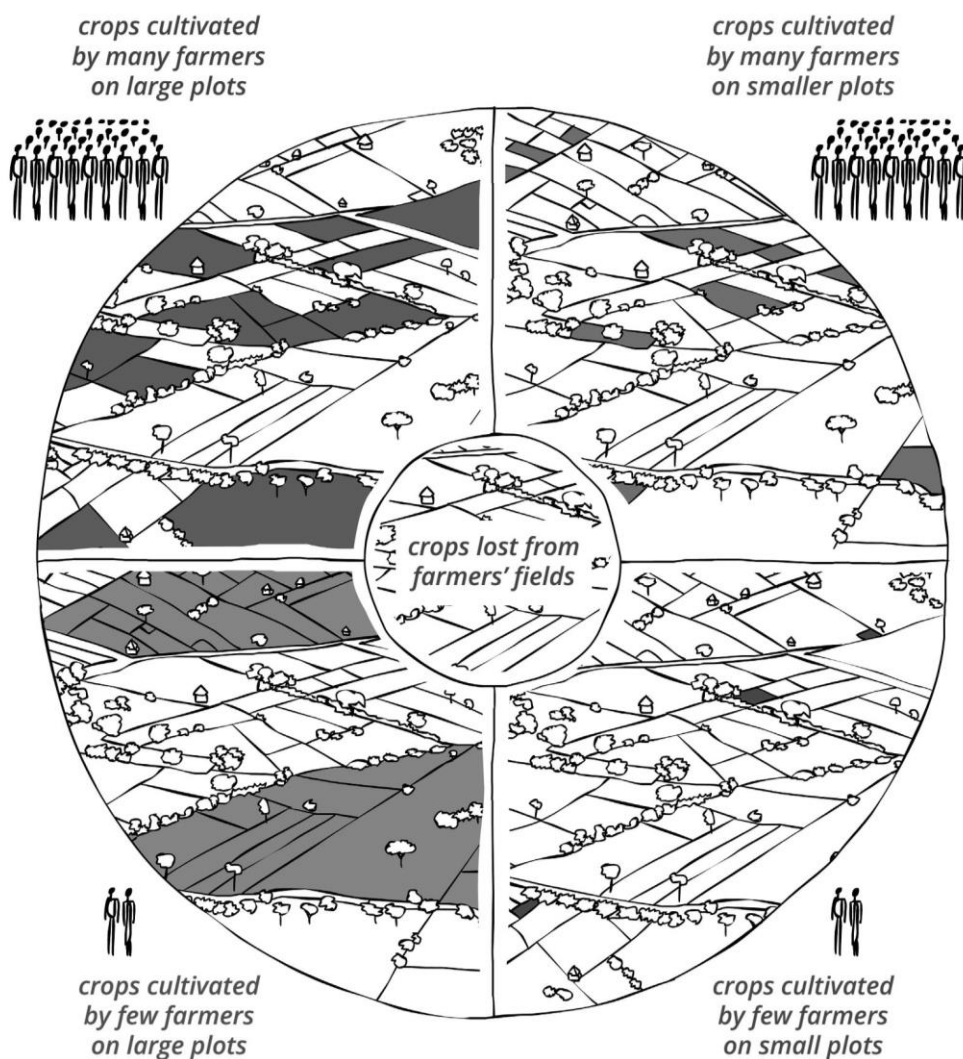 crops cultivated
by many farmers
on large plots
crops cultivated
by many farmers
on smaller plots
crops lost from
farmers’ fields
crops cultivated
by few farmers
on large plots
crops cultivated
by few farmers
on small plots